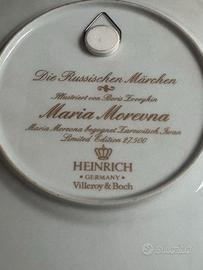 Die Russischen Märchen
Illustriert von Boris Zvorykin
Maria Morevna
Maria Morevna begegnet Zarewitsch Iwan
Limited Edition 27.500
HEINRICH
GERMANY
Villeroy & Boch
subito